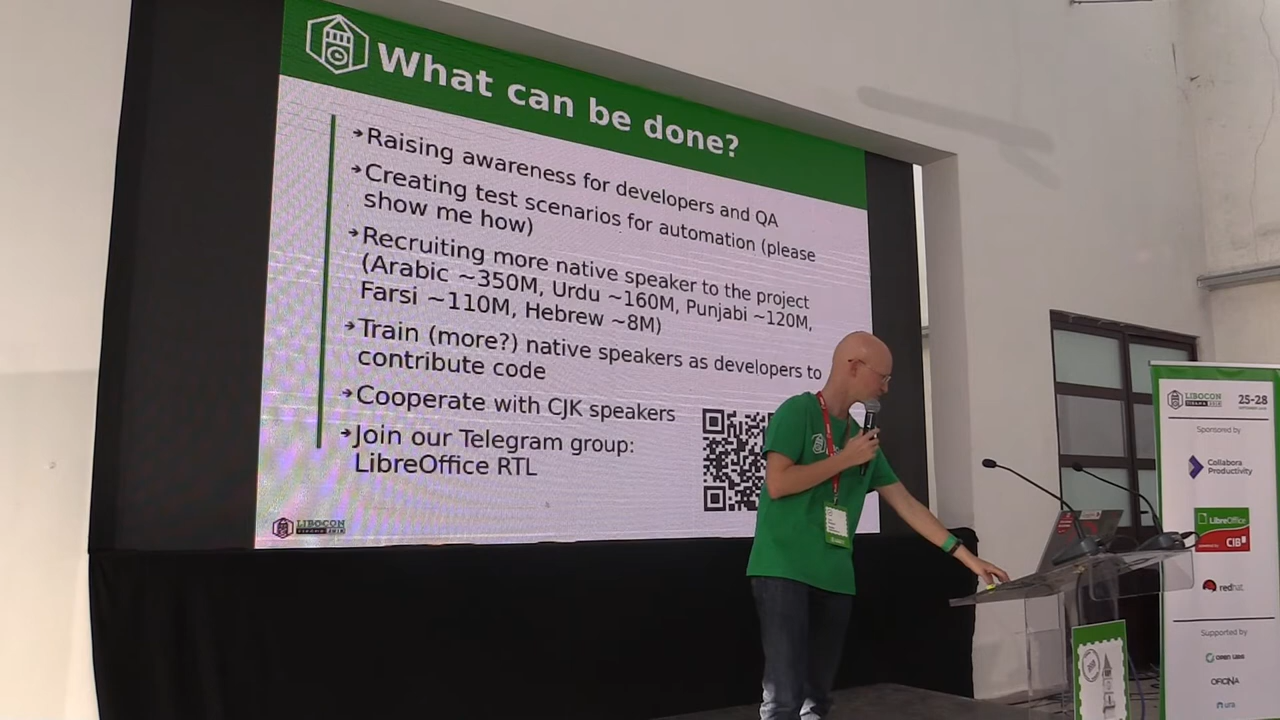 What can be done?
➔Raising awareness for developers and QA
➔Creating test scenarios for automation (please
show me how)
➔Recruiting more native speaker to the project
(Arabic ~350M, Urdu ~160M, Punjabi ~120M,
Farsi ~110M, Hebrew ~8M)
➔Train (more?) native speakers as developers to
contribute code
➔Cooperate with CJK speakers
➔Join our Telegram group:
LibreOffice RTL
LIBOCON
LIBOCON
25-28
Sponsored by
Collabora
Productivity
LibreOffice
CIB
redhat
Supported by
OFICINA